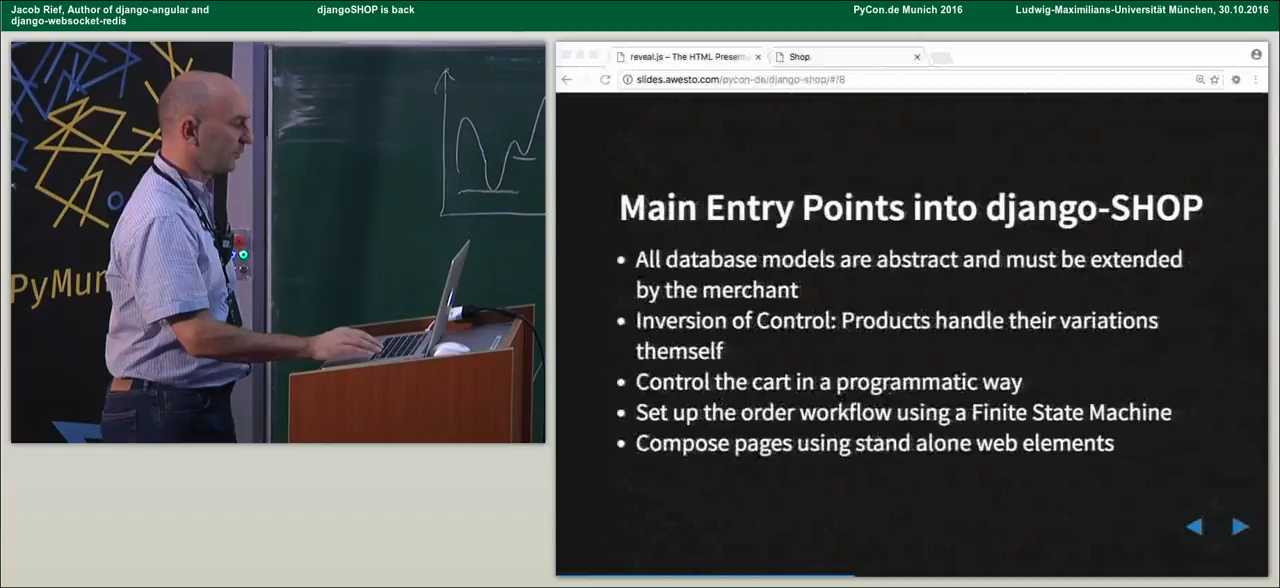 Jacob Rief, Author of django-angular and
django-websocket-redis
djangoSHOP is back
PyCon.de Munich 2016
Ludwig-Maximilians-Universität München, 30.10.2016
PyMun
reveal.js – The HTML Present
Shop
slides.awesto.com/pycon-de/django-shop/#/8
Main Entry Points into django-SHOP
• All database models are abstract and must be extended
by the merchant
• Inversion of Control: Products handle their variations
themself
• Control the cart in a programmatic way
• Set up the order workflow using a Finite State Machine
• Compose pages using stand alone web elements